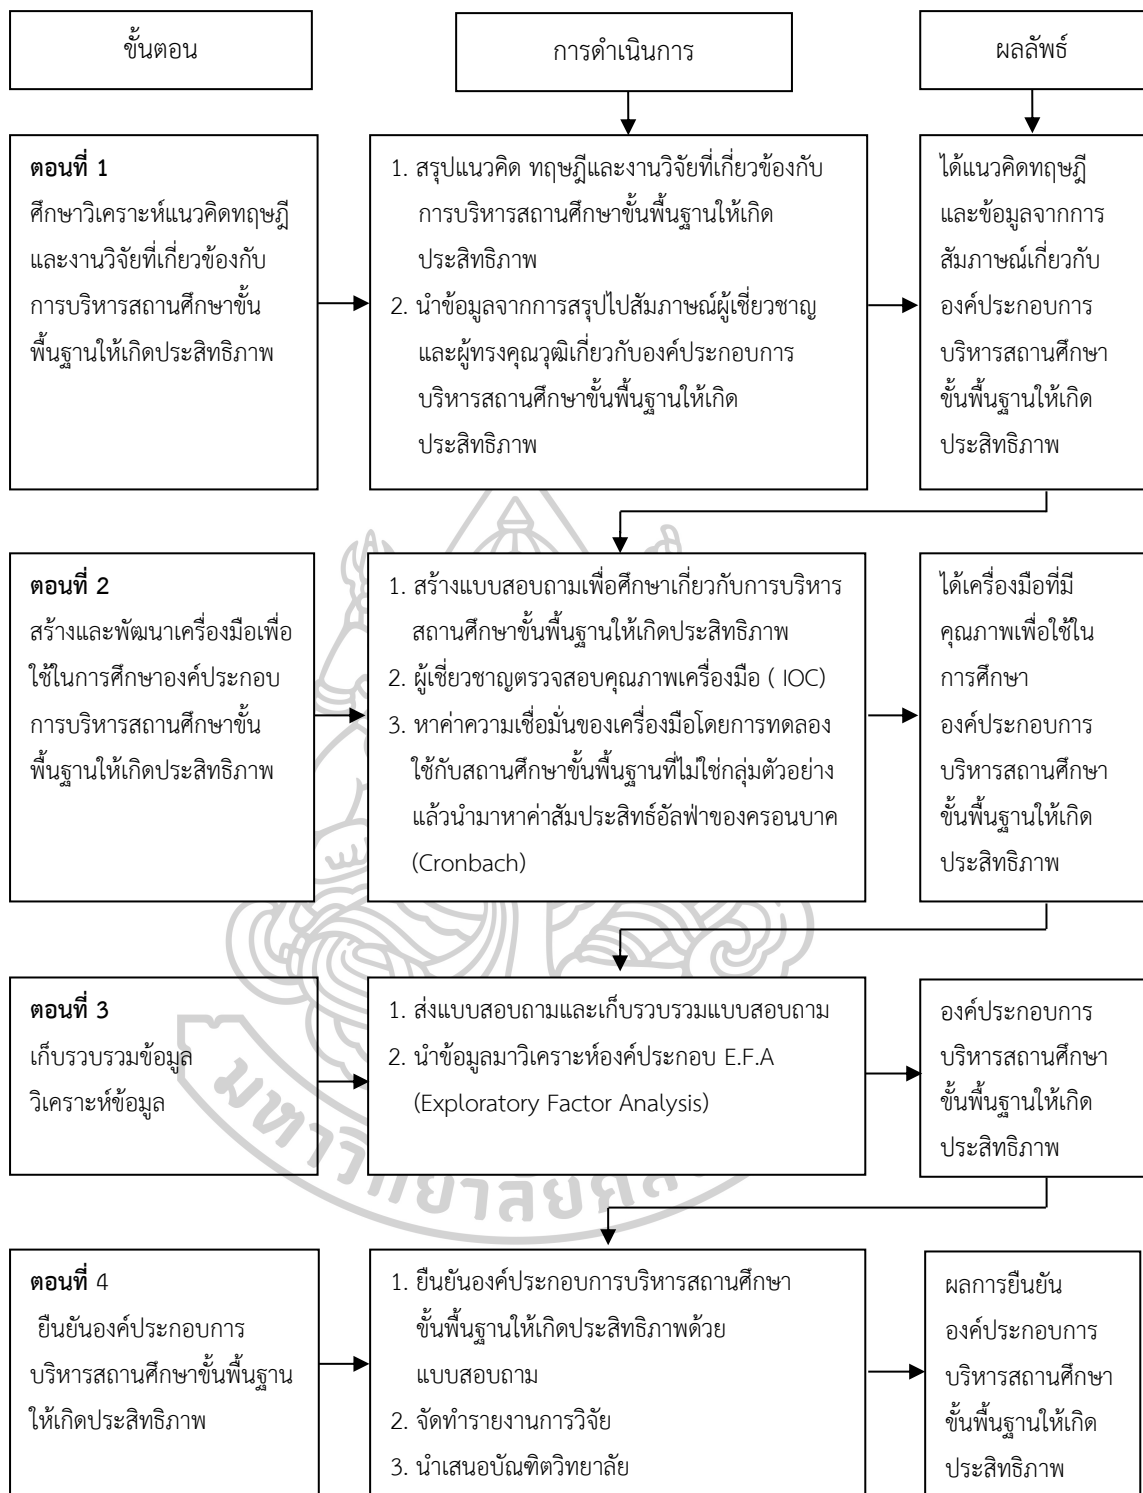 ขั้นตอน
การดำเนินการ
ผลลัพธ์
ตอนที่ 1
ศึกษาวิเคราะห์แนวคิดทฤษฎี
และงานวิจัยที่เกี่ยวข้องกับ
การบริหารสถานศึกษาขั้น
พื้นฐานให้เกิดประสิทธิภาพ
1. สรุปแนวคิด ทฤษฎีและงานวิจัยที่เกี่ยวข้องกับ
การบริหารสถานศึกษาขั้นพื้นฐานให้เกิด
ประสิทธิภาพ
2. นำข้อมูลจากการสรุปไปสัมภาษณ์ผู้เชี่ยวชาญ
และผู้ทรงคุณวุฒิเกี่ยวกับองค์ประกอบการ
บริหารสถานศึกษาขั้นพื้นฐานให้เกิด
ประสิทธิภาพ
ได้แนวคิดทฤษฎี
และข้อมูลจากการ
สัมภาษณ์เกี่ยวกับ
องค์ประกอบการ
บริหารสถานศึกษา
ขั้นพื้นฐานให้เกิด
ประสิทธิภาพ
ตอนที่ 2
สร้างและพัฒนาเครื่องมือเพื่อ
ใช้ในการศึกษาองค์ประกอบ
การบริหารสถานศึกษาขั้น
พื้นฐานให้เกิดประสิทธิภาพ
1. สร้างแบบสอบถามเพื่อศึกษาเกี่ยวกับการบริหาร
สถานศึกษาขั้นพื้นฐานให้เกิดประสิทธิภาพ
2. ผู้เชี่ยวชาญตรวจสอบคุณภาพเครื่องมือ ( IOC)
3. หาค่าความเชื่อมั่นของเครื่องมือโดยการทดลอง
ใช้กับสถานศึกษาขั้นพื้นฐานที่ไม่ใช่กลุ่มตัวอย่าง
แล้วนำมาหาค่าสัมประสิทธ์อัลฟ่าของครอนบาค
(Cronbach)
ได้เครื่องมือที่มี
คุณภาพเพื่อใช้ใน
การศึกษา
องค์ประกอบการ
บริหารสถานศึกษา
ขั้นพื้นฐานให้เกิด
ประสิทธิภาพ
ตอนที่ 3
เก็บรวบรวมข้อมูล
วิเคราะห์ข้อมูล
1. ส่งแบบสอบถามและเก็บรวบรวมแบบสอบถาม
2. นำข้อมูลมาวิเคราะห์องค์ประกอบ E.F.A
(Exploratory Factor Analysis)
องค์ประกอบการ
บริหารสถานศึกษา
ขั้นพื้นฐานให้เกิด
ประสิทธิภาพ
ตอนที่ 4
ยืนยันองค์ประกอบการ
บริหารสถานศึกษาขั้นพื้นฐาน
ให้เกิดประสิทธิภาพ
1. ยืนยันองค์ประกอบการบริหารสถานศึกษา
ขั้นพื้นฐานให้เกิดประสิทธิภาพด้วย
แบบสอบถาม
2. จัดทำรายงานการวิจัย
3. นำเสนอบัณฑิตวิทยาลัย
ผลการยืนยัน
องค์ประกอบการ
บริหารสถานศึกษา
ขั้นพื้นฐานให้เกิด
ประสิทธิภาพ